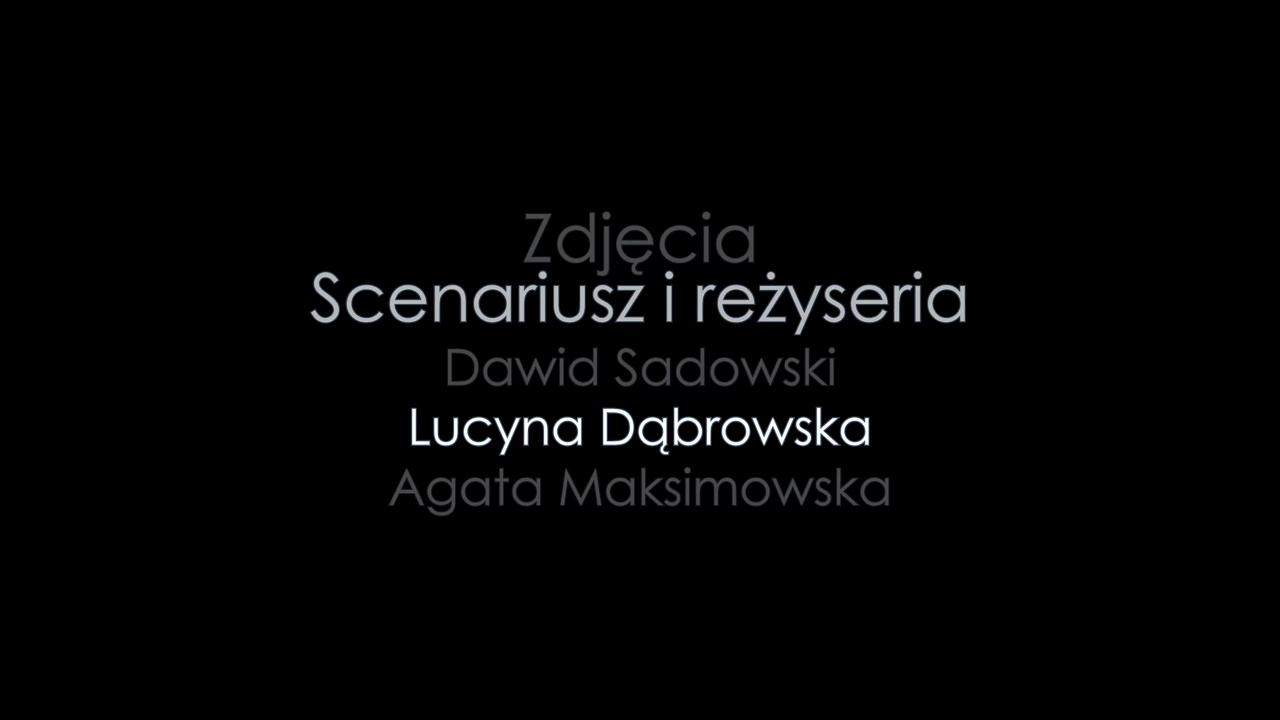 Zdjęcia
Scenariusz i reżyseria
Dawid Sadowski
Lucyna Dąbrowska
Agata Maksimowska